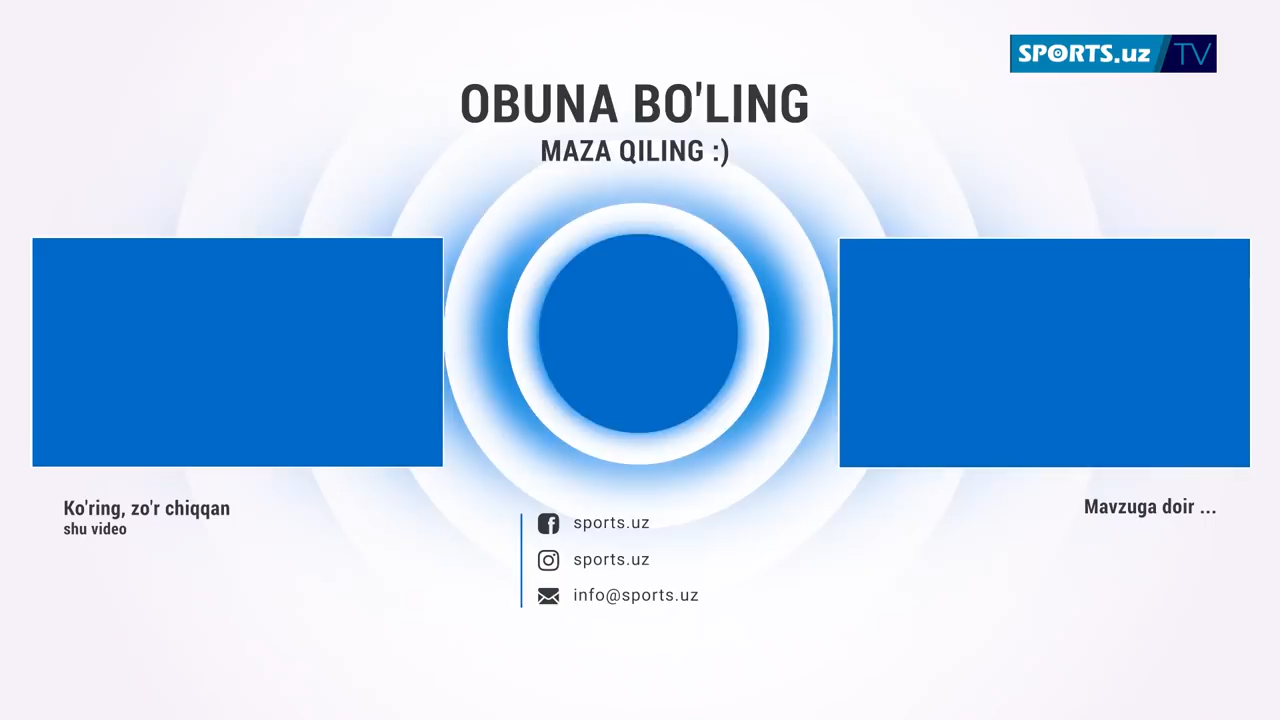 SPORTS.uz TV
OBUNA BO'LING
MAZA QILING :)
Ko'ring, zo'r chiqqan
shu video
Mavzuga doir ...
sports.uz
sports.uz
info@sports.uz